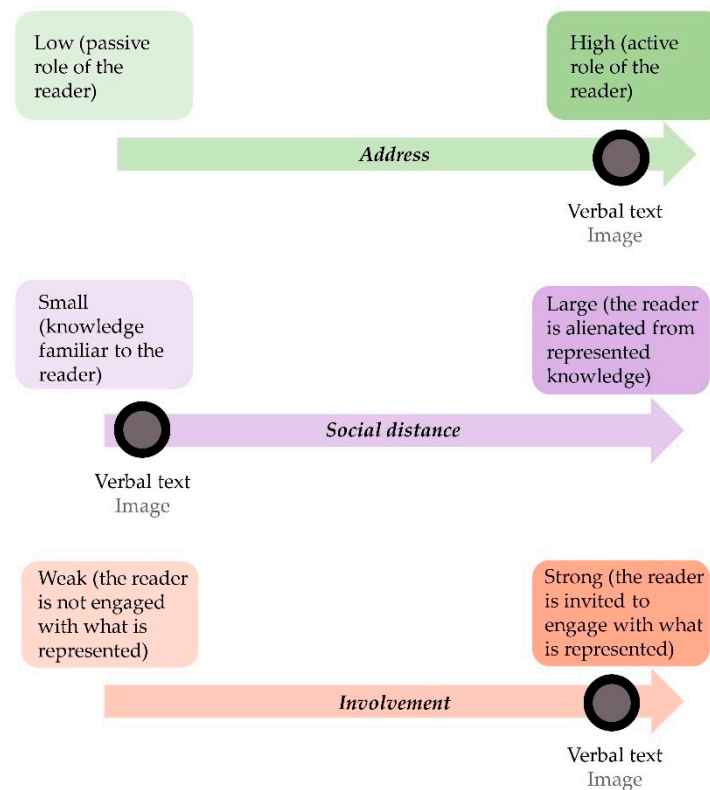 Low (passive
role of the
reader)
High (active
role of the
reader)
Address
Verbal text
Image
Small
(knowledge
familiar to the
reader)
Large (the reader
is alienated from
represented
knowledge)
Social distance
Verbal text
Image
Weak (the reader
is not engaged
with what is
represented)
Strong (the reader
is invited to
engage with what
is represented)
Involvement
Verbal text
Image